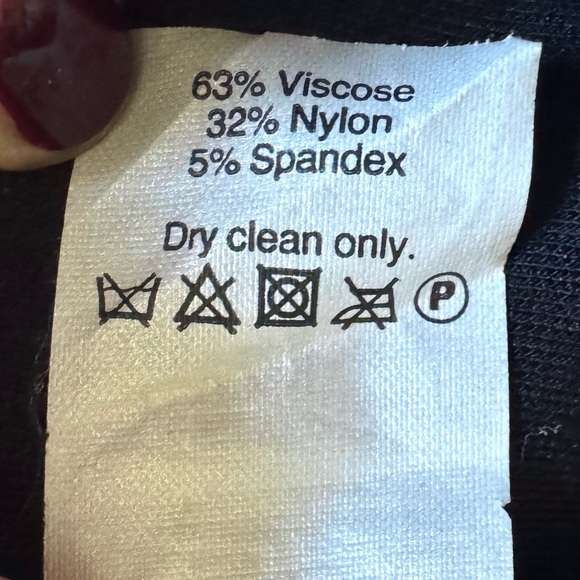 63% Viscose
32% Nylon
5% Spandex
Dry clean only.
P